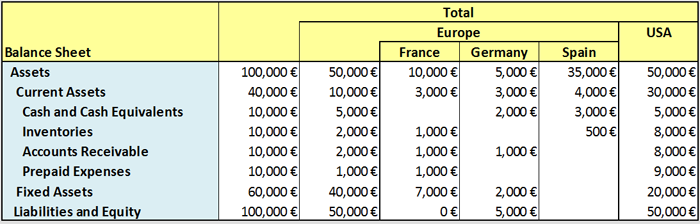 Total
Europe USA
Balance Sheet France Germany Spain
Assets 100,000 € 50,000 € 10,000 € 5,000 € 35,000 € 50,000 €
Current Assets 40,000 € 10,000 € 3,000 € 3,000 € 4,000 € 30,000 €
Cash and Cash Equivalents 10,000 € 5,000 € 2,000 € 3,000 € 5,000 €
Inventories 10,000 € 2,000 € 1,000 € 500 € 8,000 €
Accounts Receivable 10,000 € 2,000 € 1,000 € 1,000 € 8,000 €
Prepaid Expenses 10,000 € 1,000 € 1,000 € 9,000 €
Fixed Assets 60,000 € 40,000 € 7,000 € 2,000 € 20,000 €
Liabilities and Equity 100,000 € 50,000 € 0 € 5,000 € 50,000 €